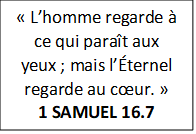 « L'homme regarde à
ce qui paraît aux
yeux ; mais l'Éternel
regarde au cœur. »
1 SAMUEL 16.7